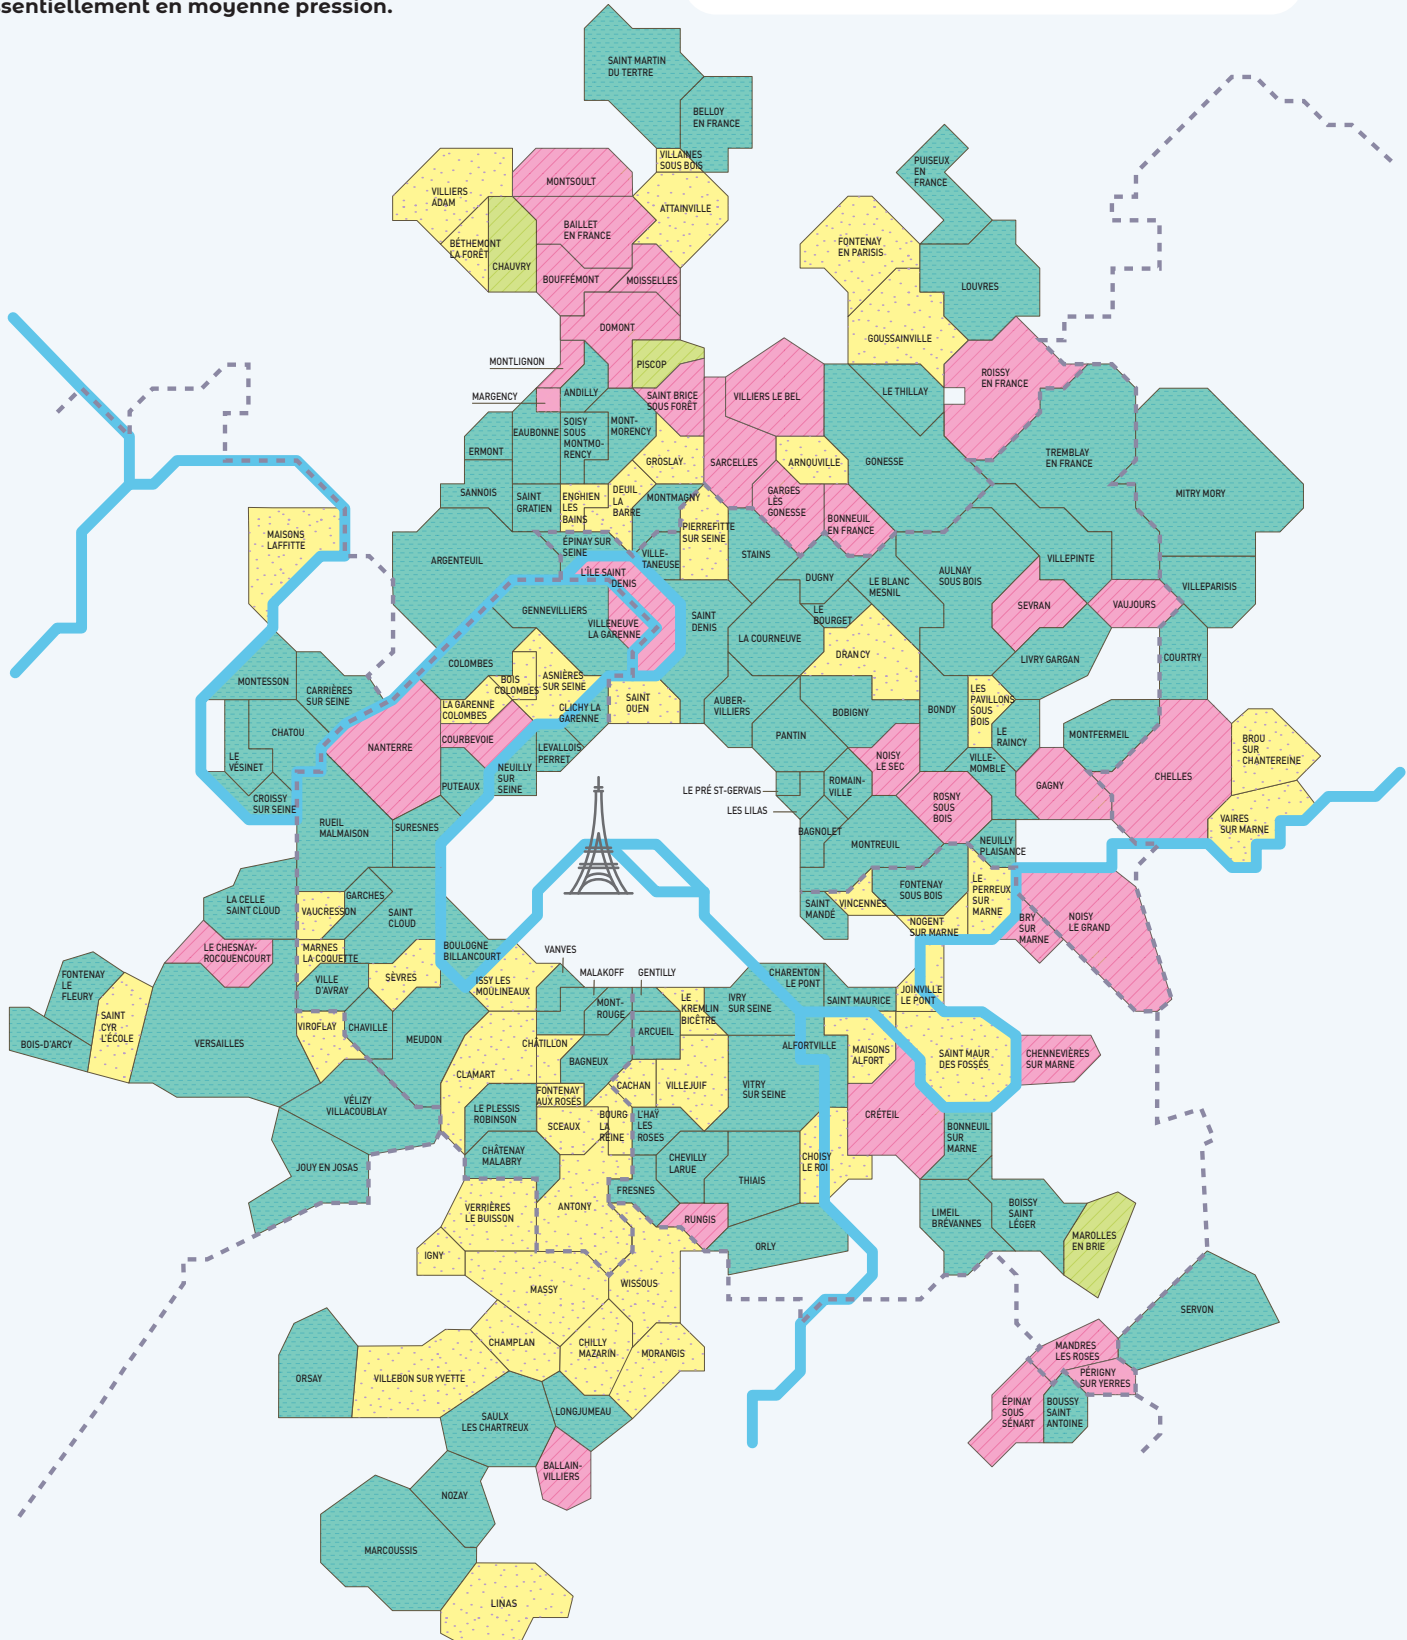 ssentiellement en moyenne pression.
SAINT MARTIN
DU TERTRE
BELLOY
EN FRANCE
VILLAINES
SOUS BOIS
PUISEUX
EN
FRANCE
MONTSOULT
VILLIERS
ADAM
ATTAINVILLE
BAILLET
EN FRANCE
BÉTHEMONT
LA FORÊT
CHAUVRY
FONTENAY
EN PARISIS
BOUFFÉMONT
MOISSELLES
LOUVRES
DOMONT
GOUSSAINVILLE
MONTLIGNON
PISCOP
ROISSY
EN FRANCE
MARGENCY
ANDILLY
SAINT BRICE
SOUS FORÊT
VILLIERS LE BEL
LE THILLAY
EAUBONNE
SOISY
SOUS
MONTMO-
RENCY
MONT-
MORENCY
ERMONT
GROSLAY
SARCELLES
ARNOUVILLE
GONESSE
TREMBLAY
EN FRANCE
SANNOIS
SAINT
GRATIEN
ENGHIEN
LES
BAINS
DEUIL
LA
BARRE
MONTMAGNY
GARGES
LÈS
GONESSE
MITRY MORY
PIERREFITTE
SUR SEINE
BONNEUIL
EN FRANCE
MAISONS
LAFFITTE
ARGENTEUIL
ÉPINAY SUR
SEINE
VILLE-
TANEUSE
STAINS
VILLEPINTE
L'ÎLE SAINT
DENIS
DUGNY
LE BLANC
MESNIL
AULNAY
SOUS BOIS
VILLEPARISIS
GENNEVILLIERS
VILLENEUVE
LA GARENNE
SAINT
DENIS
LE
BOURGET
SEVRAN
VAUJOURS
LA COURNEUVE
DRANCY
LIVRY GARGAN
COURTRY
COLOMBES
MONTESSON
BOIS
COLOMBES
ASNIÈRES
SUR SEINE
CARRIÈRES
SUR SEINE
LA GARENNE
COLOMBES
CLICHY LA
GARENNE
SAINT
OUEN
AUBER-
VILLIERS
BOBIGNY
BONDY
LES
PAVILLONS
SOUS
BOIS
LE
RAINCY
MONTFERMEIL
CHATOU
NANTERRE
COURBEVOIE
LEVALLOIS
PERRET
PANTIN
NOISY
LE SEC
VILLE-
MOMBLE
BROU
SUR
CHANTEREINE
LE
VÉSINET
CROISSY
SUR SEINE
PUTEAUX
NEUILLY
SUR
SEINE
LE PRÉ ST-GERVAIS
ROMAIN-
VILLE
GAGNY
CHELLES
LES LILAS
ROSNY
SOUS
BOIS
RUEIL
MALMAISON
SURESNES
BAGNOLET
MONTREUIL
NEUILLY
PLAISANCE
VAIRES
SUR MARNE
LA CELLE
SAINT CLOUD
GARCHES
VAUCRESSON
SAINT
CLOUD
SAINT
MANDÉ
VINCENNES
FONTENAY
SOUS BOIS
LE
PERREUX
SUR
MARNE
NOGENT
SUR MARNE
BRY
SUR
MARNE
NOISY
LE GRAND
LE CHESNAY-
ROCQUENCOURT
MARNES
LA COQUETTE
BOULOGNE
BILLANCOURT
VANVES
MALAKOFF
GENTILLY
FONTENAY
LE
FLEURY
VILLE
D'AVRAY
SÈVRES
ISSY LES
MOULINEAUX
CHARENTON
LE PONT
SAINT
CYR
L'ÉCOLE
MONT-
ROUGE
LE
KREMLIN
BICÊTRE
IVRY
SUR SEINE
SAINT MAURICE
JOINVILLE
LE PONT
BOIS-D'ARCY
VERSAILLES
VIROFLAY
CHAVILLE
MEUDON
CHÂTILLON
ARCUEIL
ALFORTVILLE
MAISONS
ALFORT
SAINT MAUR
DES FOSSÉS
CHENNEVIÈRES
SUR MARNE
CLAMART
BAGNEUX
FONTENAY
AUX ROSES
CACHAN
VILLEJUIF
VITRY
SUR SEINE
VÉLIZY
VILLACOUBLAY
LE PLESSIS
ROBINSON
SCEAUX
BOURG
LA
REINE
L'HAŸ
LES
ROSES
CRÉTEIL
BONNEUIL
SUR
MARNE
JOUY EN JOSAS
CHÂTENAY
MALABRY
CHEVILLY
LARUE
THIAIS
CHOISY
LE ROI
VERRIÈRES
LE BUISSON
ANTONY
FRESNES
RUNGIS
ORLY
LIMEIL
BRÉVANNES
BOISSY
SAINT
LÉGER
MAROLLES
EN BRIE
IGNY
MASSY
WISSOUS
SERVON
CHAMPLAN
CHILLY
MAZARIN
MORANGIS
MANDRES
LES ROSES
PÉRIGNY
SUR YERRES
ORSAY
VILLEBON SUR YVETTE
SAULX
LES CHARTREUX
LONGJUMEAU
ÉPINAY
SOUS
SÉNART
BOUSSY
SAINT
ANTOINE
BALLAIN-
VILLIERS
NOZAY
MARCOUSSIS
LINAS